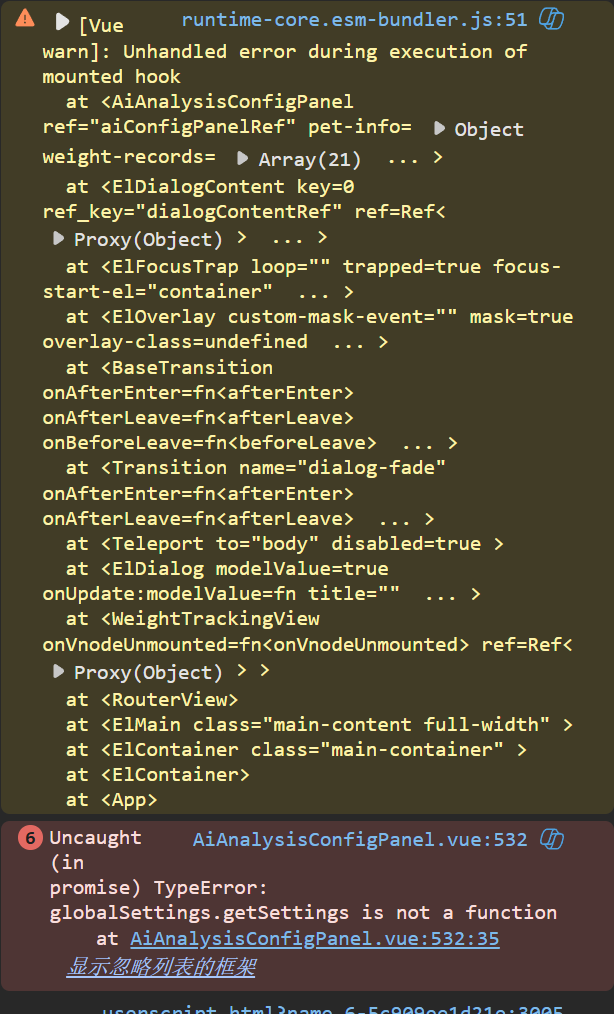 [Vue runtime-core.esm-bundler.js:51
warn]: Unhandled error during execution of
mounted hook
at <AiAnalysisConfigPanel
ref="aiConfigPanelRef" pet-info= Object
weight-records= Array(21) ... >
at <ElDialogContent key=0
ref_key="dialogContentRef" ref=Ref<
Proxy(Object) > ... >
at <ElFocusTrap loop="" trapped=true focus-
start-el="container" ... >
at <ElOverlay custom-mask-event="" mask=true
overlay-class=undefined ... >
at <BaseTransition
onAfterEnter=fn<afterEnter>
onAfterLeave=fn<afterLeave>
onBeforeLeave=fn<beforeLeave> ... >
at <Transition name="dialog-fade"
onAfterEnter=fn<afterEnter>
onAfterLeave=fn<afterLeave> ... >
at <Teleport to="body" disabled=true >
at <ElDialog modelValue=true
onUpdate:modelValue=fn title="" ... >
at <WeightTrackingView
onVnodeUnmounted=fn<onVnodeUnmounted> ref=Ref<
Proxy(Object) > >
at <RouterView>
at <ElMain class="main-content full-width" >
at <ElContainer class="main-container" >
at <ElContainer>
at <App>
6 Uncaught AiAnalysisConfigPanel.vue:532
(in
promise) TypeError:
globalSettings.getSettings is not a function
at AiAnalysisConfigPanel.vue:532:35
显示忽略列表的框架